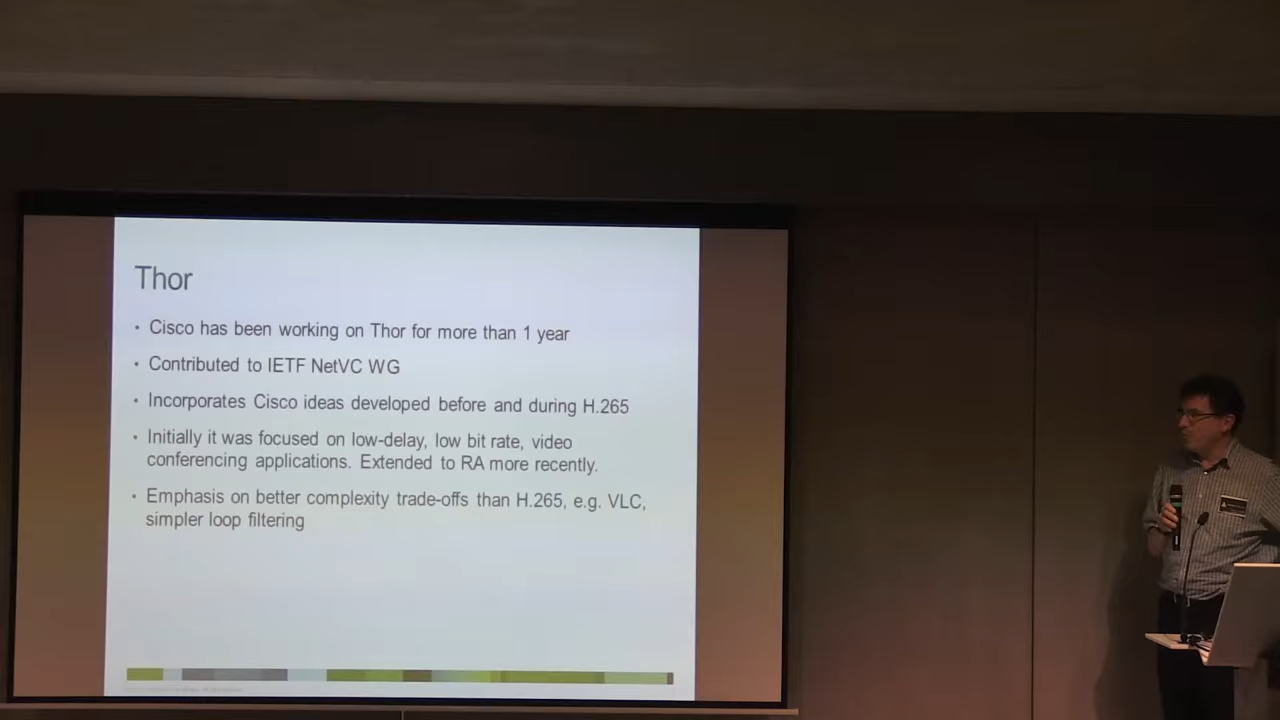 Thor
• Cisco has been working on Thor for more than 1 year
• Contributed to IETF NetVC WG
• Incorporates Cisco ideas developed before and during H.265
• Initially it was focused on low-delay, low bit rate, video
conferencing applications. Extended to RA more recently.
• Emphasis on better complexity trade-offs than H.265, e.g. VLC,
simpler loop filtering